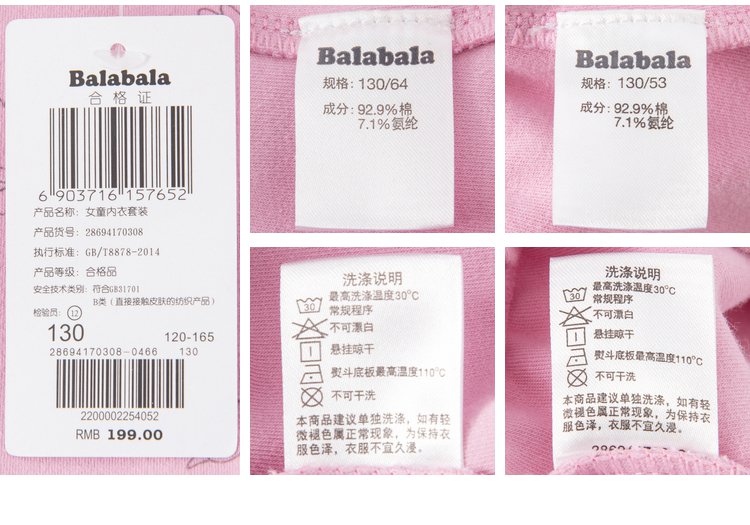 Balabala
合格证
6 903716 157652
产品名称: 女童内衣套装
产品货号: 28694170308
执行标准: GB/T8878-2014
产品等级: 合格品
安全技术类别: 符合GB31701
B类(直接接触皮肤的纺织产品)
检验员: 12
130 120-165
28694170308-0466 130
2200002254052
RMB 199.00
Balabala
规格: 130/64
成分: 92.9%棉
7.1%氨纶
Balabala
规格: 130/53
成分: 92.9%棉
7.1%氨纶
洗涤说明
30
最高洗涤温度30°C
常规程序
不可漂白
悬挂晾干
熨斗底板最高温度110°C
不可干洗
本商品建议单独洗涤, 如有轻
微褪色属正常现象, 为保持衣
服色泽, 衣服不宜久浸。
洗涤说明
30
最高洗涤温度30°C
常规程序
不可漂白
悬挂晾干
熨斗底板最高温度110°C
不可干洗
本商品建议单独洗涤, 如有轻
微褪色属正常现象, 为保持衣
服色泽, 衣服不宜久浸。